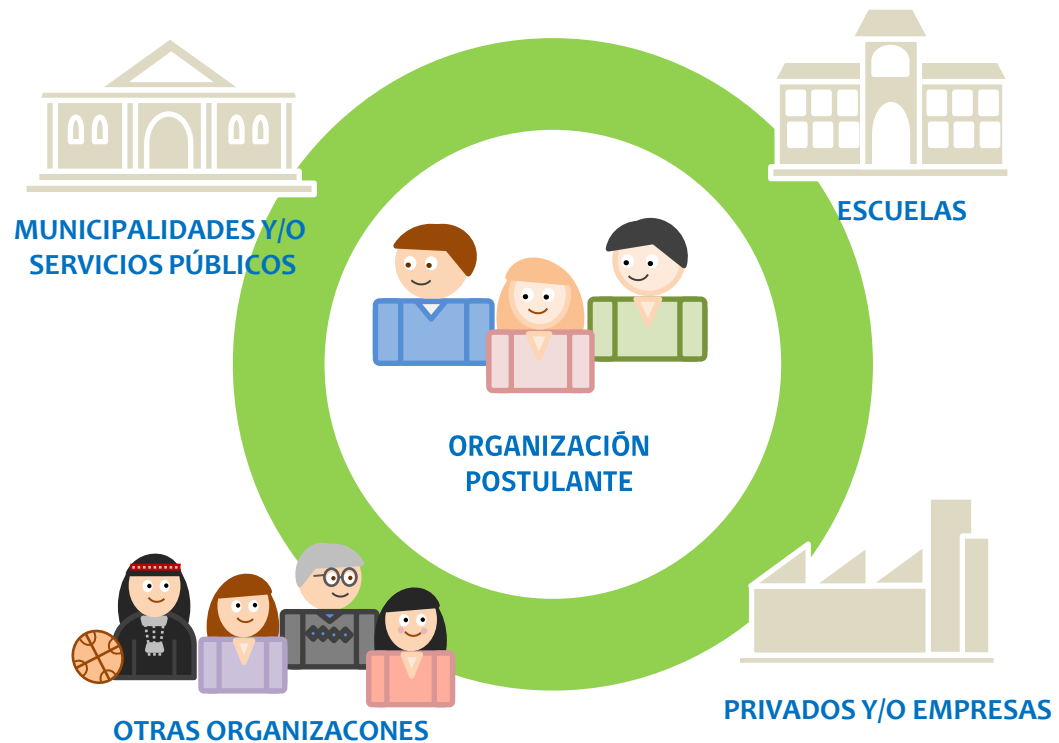 MUNICIPALIDADES Y/O
SERVICIOS PÚBLICOS
ESCUELAS
ORGANIZACIÓN
POSTULANTE
OTRAS ORGANIZACONES
PRIVADOS Y/O EMPRESAS